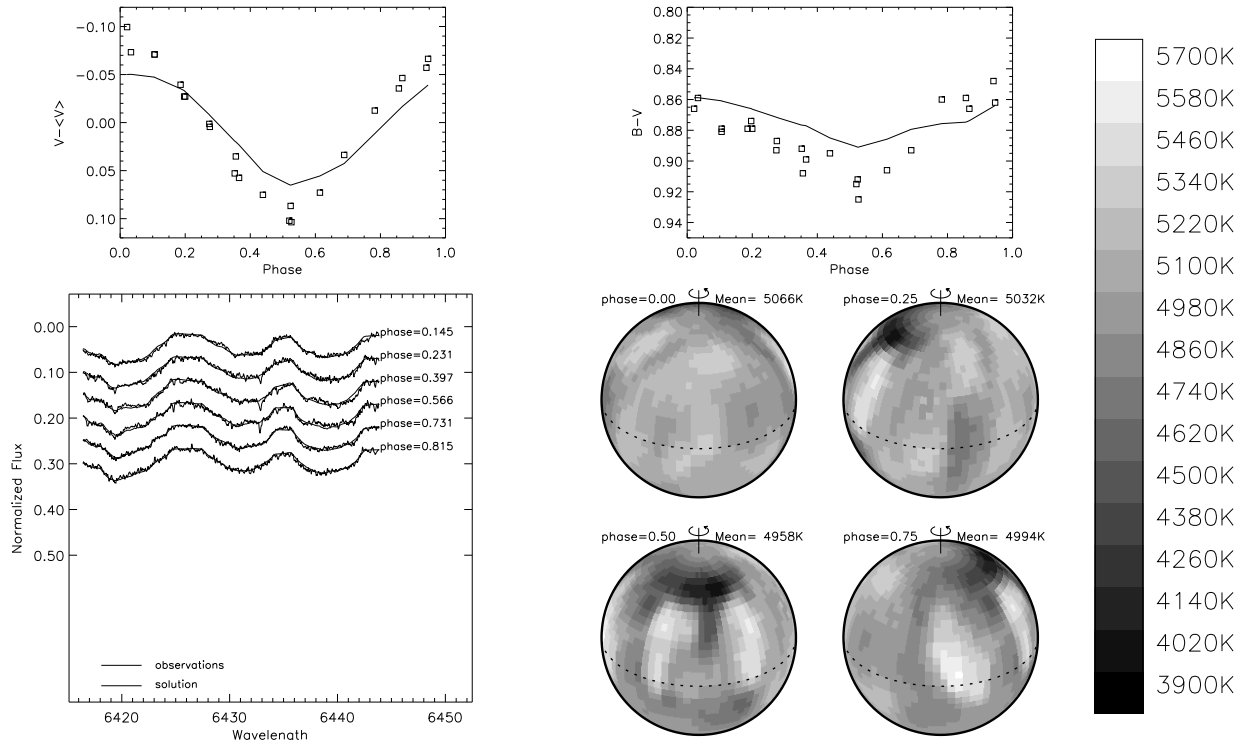 -0.10
-0.05
0.00
0.05
0.10
V-<V>
0.0 0.2 0.4 0.6 0.8 1.0
Phase
0.80
0.82
0.84
0.86
0.88
0.90
0.92
0.94
B-V
0.0 0.2 0.4 0.6 0.8 1.0
Phase
0.00
0.10
0.20
0.30
0.40
0.50
Normalized Flux
phase=0.145
phase=0.231
phase=0.397
phase=0.566
phase=0.731
phase=0.815
observations
solution
6420 6430 6440 6450
Wavelength
phase=0.00 Mean= 5066K
phase=0.25 Mean= 5032K
phase=0.50 Mean= 4958K
phase=0.75 Mean= 4994K
5700K
5580K
5460K
5340K
5220K
5100K
4980K
4860K
4740K
4620K
4500K
4380K
4260K
4140K
4020K
3900K